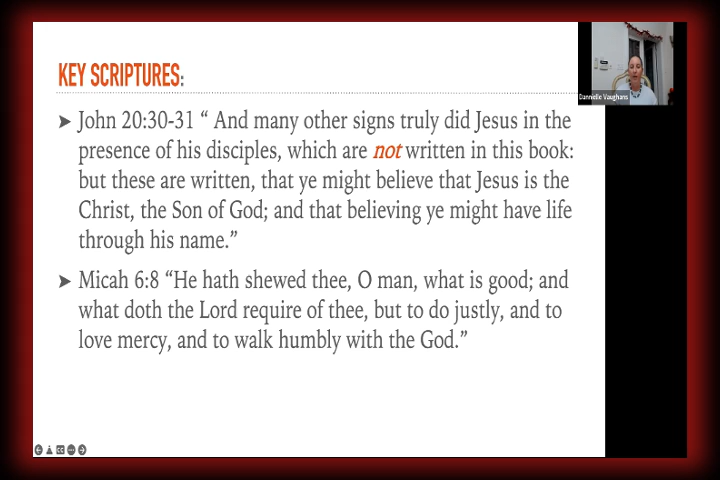 KEY SCRIPTURES:
Dannielle Vaughans
➤ John 20:30-31 “ And many other signs truly did Jesus in the
presence of his disciples, which are not written in this book:
but these are written, that ye might believe that Jesus is the
Christ, the Son of God; and that believing ye might have life
through his name.”
➤ Micah 6:8 “He hath shewed thee, O man, what is good; and
what doth the Lord require of thee, but to do justly, and to
love mercy, and to walk humbly with the God.”